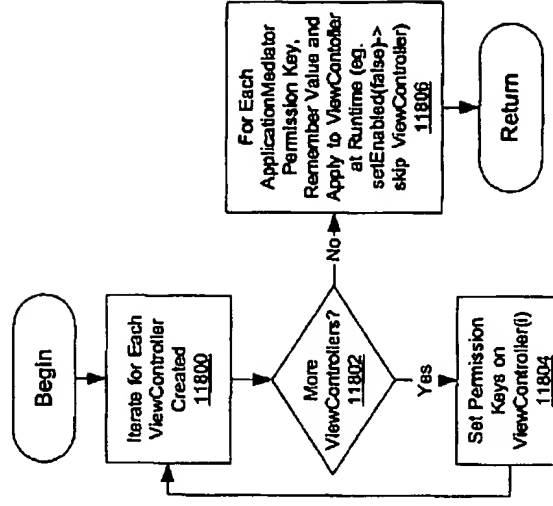 Begin
Iterate for Each
ViewController
Created
11800
More
ViewControllers?
11802
Yes
Set Permission
Keys on
ViewController(i)
11804
No
For Each
ApplicationMediator
Permission Key,
Remember Value and
Apply to ViewContoller
at Runtime (eg.
setEnabled(false)->
skip ViewController)
11806
Return